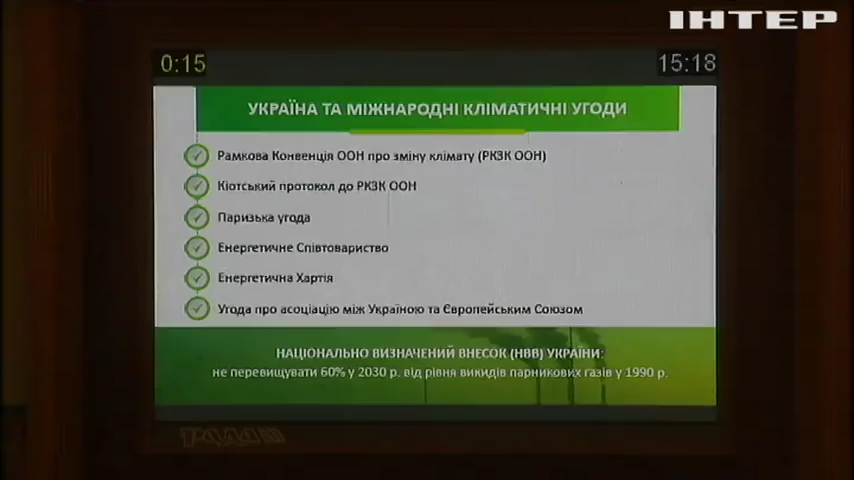 ІНТЕР
0:15
15:18
УКРАЇНА ТА МІЖНАРОДНІ КЛІМАТИЧНІ УГОДИ
Рамкова Конвенція ООН про зміну клімату (РКЗК ООН)
Кіотський протокол до РКЗК ООН
Паризька угода
Енергетичне Співтовариство
Енергетична Хартія
Угода про асоціацію між Україною та Європейським Союзом
НАЦІОНАЛЬНО ВИЗНАЧЕНИЙ ВНЕСОК (НВВ) УКРАЇНИ:
не перевищувати 60% у 2030 р. від рівня викидів парникових газів у 1990 р.